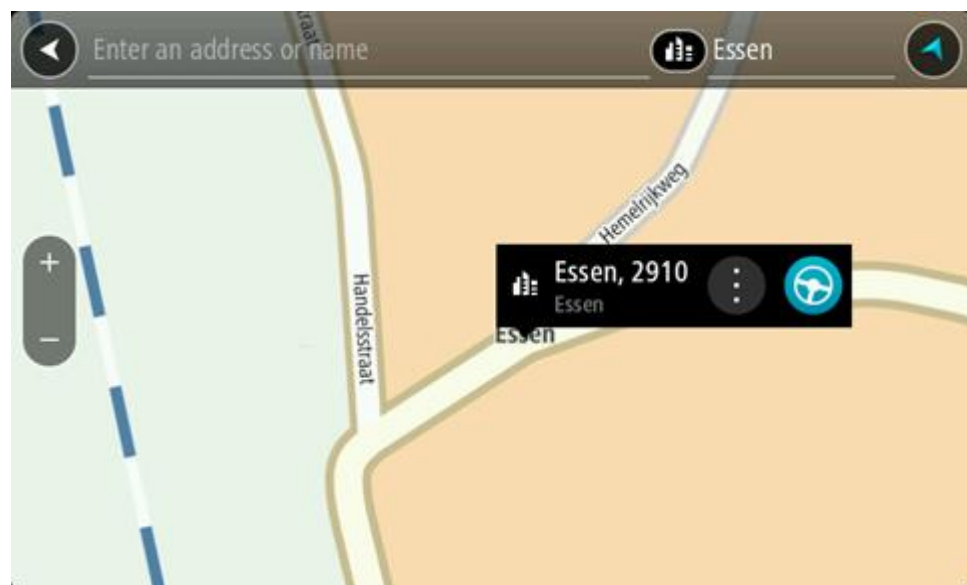 Enter an address or name
Essen
Hemelrijkweg
Essen, 2910
Essen
Essen
Handelsstraat